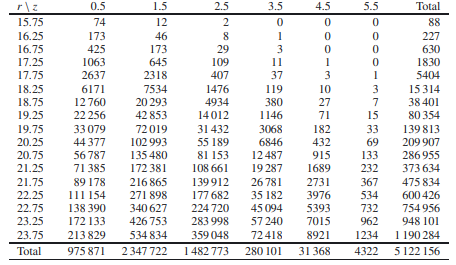 r \ z 0.5 1.5 2.5 3.5 4.5 5.5 Total
15.75 74 12 2 0 0 0 88
16.25 173 46 8 1 0 0 227
16.75 425 173 29 3 0 0 630
17.25 1063 645 109 11 1 0 1830
17.75 2637 2318 407 37 3 1 5404
18.25 6171 7534 1476 119 10 3 15 314
18.75 12 760 20 293 4934 380 27 7 38 401
19.25 22 256 42 853 14 012 1146 71 15 80 354
19.75 33 079 72 019 31 432 3068 182 33 139 813
20.25 44 377 102 993 55 189 6846 432 69 209 907
20.75 56 787 135 480 81 153 12 487 915 133 286 955
21.25 71 385 172 381 108 661 19 287 1689 232 373 634
21.75 89 178 216 865 139 912 26 781 2731 367 475 834
22.25 111 154 271 898 177 682 35 182 3976 534 600 426
22.75 138 390 340 627 224 720 45 094 5393 732 754 956
23.25 172 133 426 753 283 998 57 240 7015 962 948 101
23.75 213 829 534 834 359 048 72 418 8921 1234 1 190 284
Total 975 871 2 347 722 1 482 773 280 101 31 368 4322 5 122 156